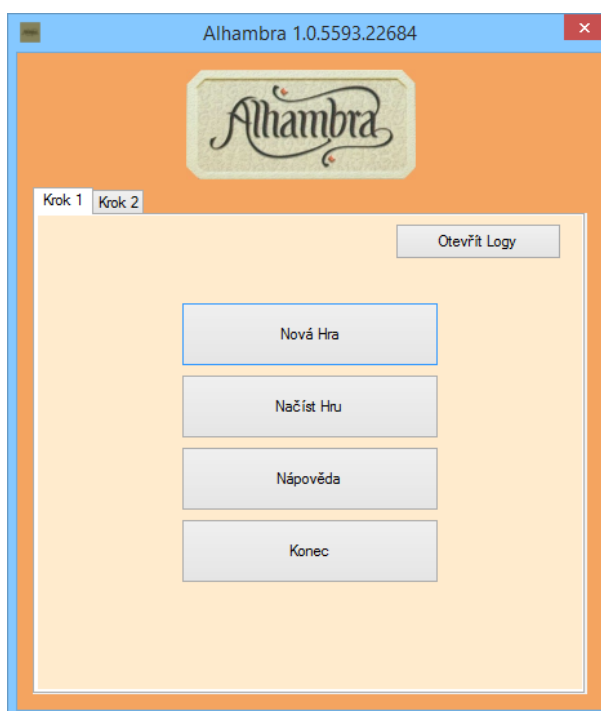 Alhambra 1.0.5593.22684
Alhambra
Krok 1 Krok 2
Otevřít Logy
Nová Hra
Načíst Hru
Nápověda
Konec